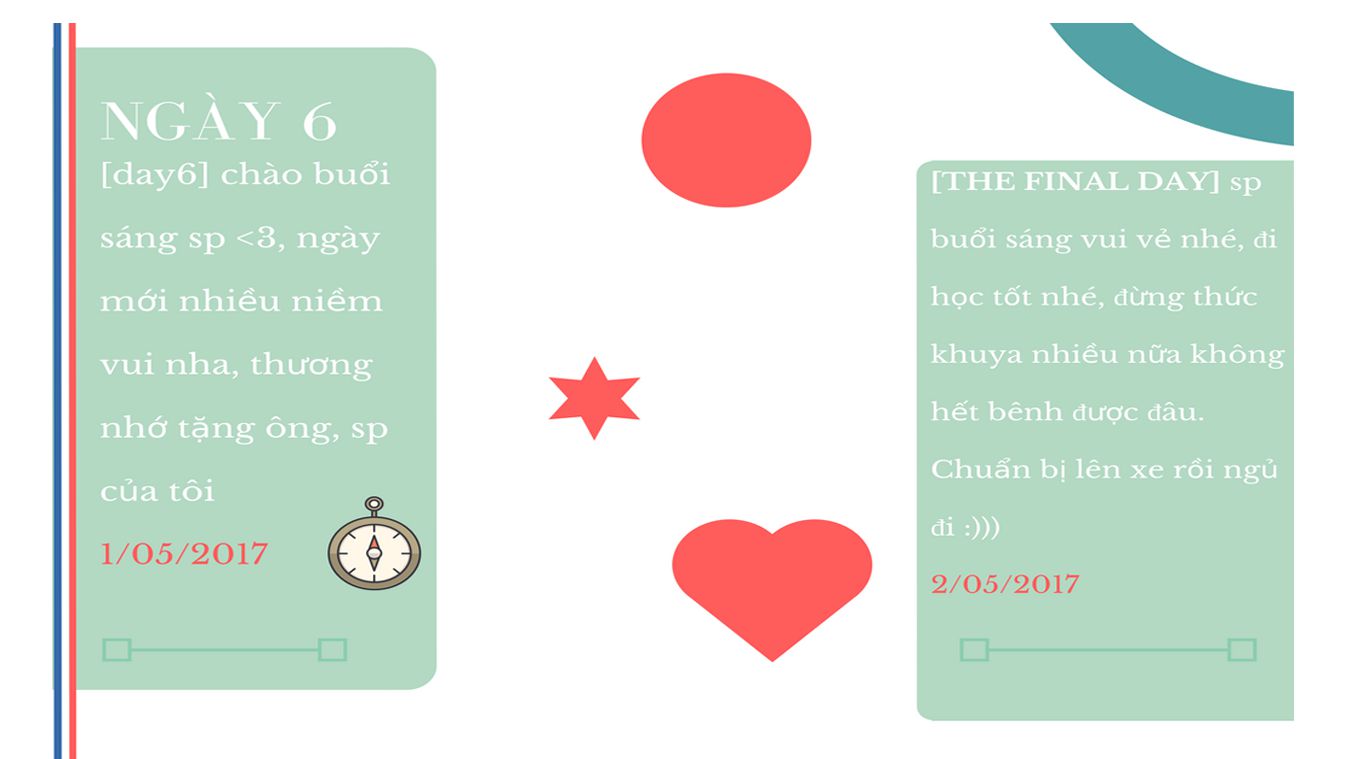 NGÀY 6
[day6] chào buổi
sáng sp <3, ngày
mới nhiều niềm
vui nha, thương
nhớ tặng ông, sp
của tôi
1/05/2017
[THE FINAL DAY] sp
buổi sáng vui vẻ nhé, đi
học tốt nhé, đừng thức
khuya nhiều nữa không
hết bênh được đâu.
Chuẩn bị lên xe rồi ngủ
đi :)))
2/05/2017